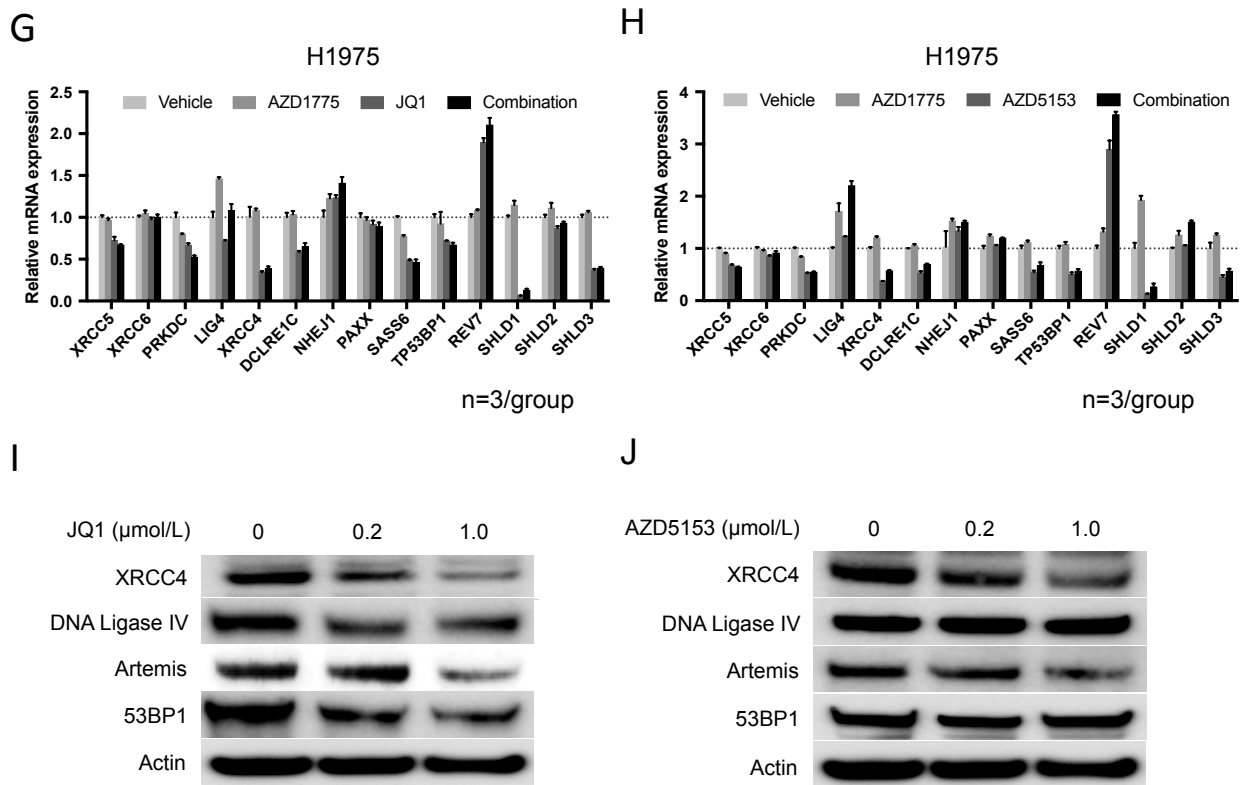 G
H1975
Vehicle AZD1775 JQ1 Combination
Relative mRNA expression
2.5
2.0
1.5
1.0
0.5
0.0
XRCC5 XRCC6 PRKDC LIG4 XRCC4 DCLRE1C NHEJ1 PAXX SASS6 TP53BP1 REV7 SHLD1 SHLD2 SHLD3
n=3/group
H
H1975
Vehicle AZD1775 AZD5153 Combination
Relative mRNA expression
4
3
2
1
0
XRCC5 XRCC6 PRKDC LIG4 XRCC4 DCLRE1C NHEJ1 PAXX SASS6 TP53BP1 REV7 SHLD1 SHLD2 SHLD3
n=3/group
I
JQ1 (μmol/L) 0 0.2 1.0
XRCC4
DNA Ligase IV
Artemis
53BP1
Actin
J
AZD5153 (μmol/L) 0 0.2 1.0
XRCC4
DNA Ligase IV
Artemis
53BP1
Actin